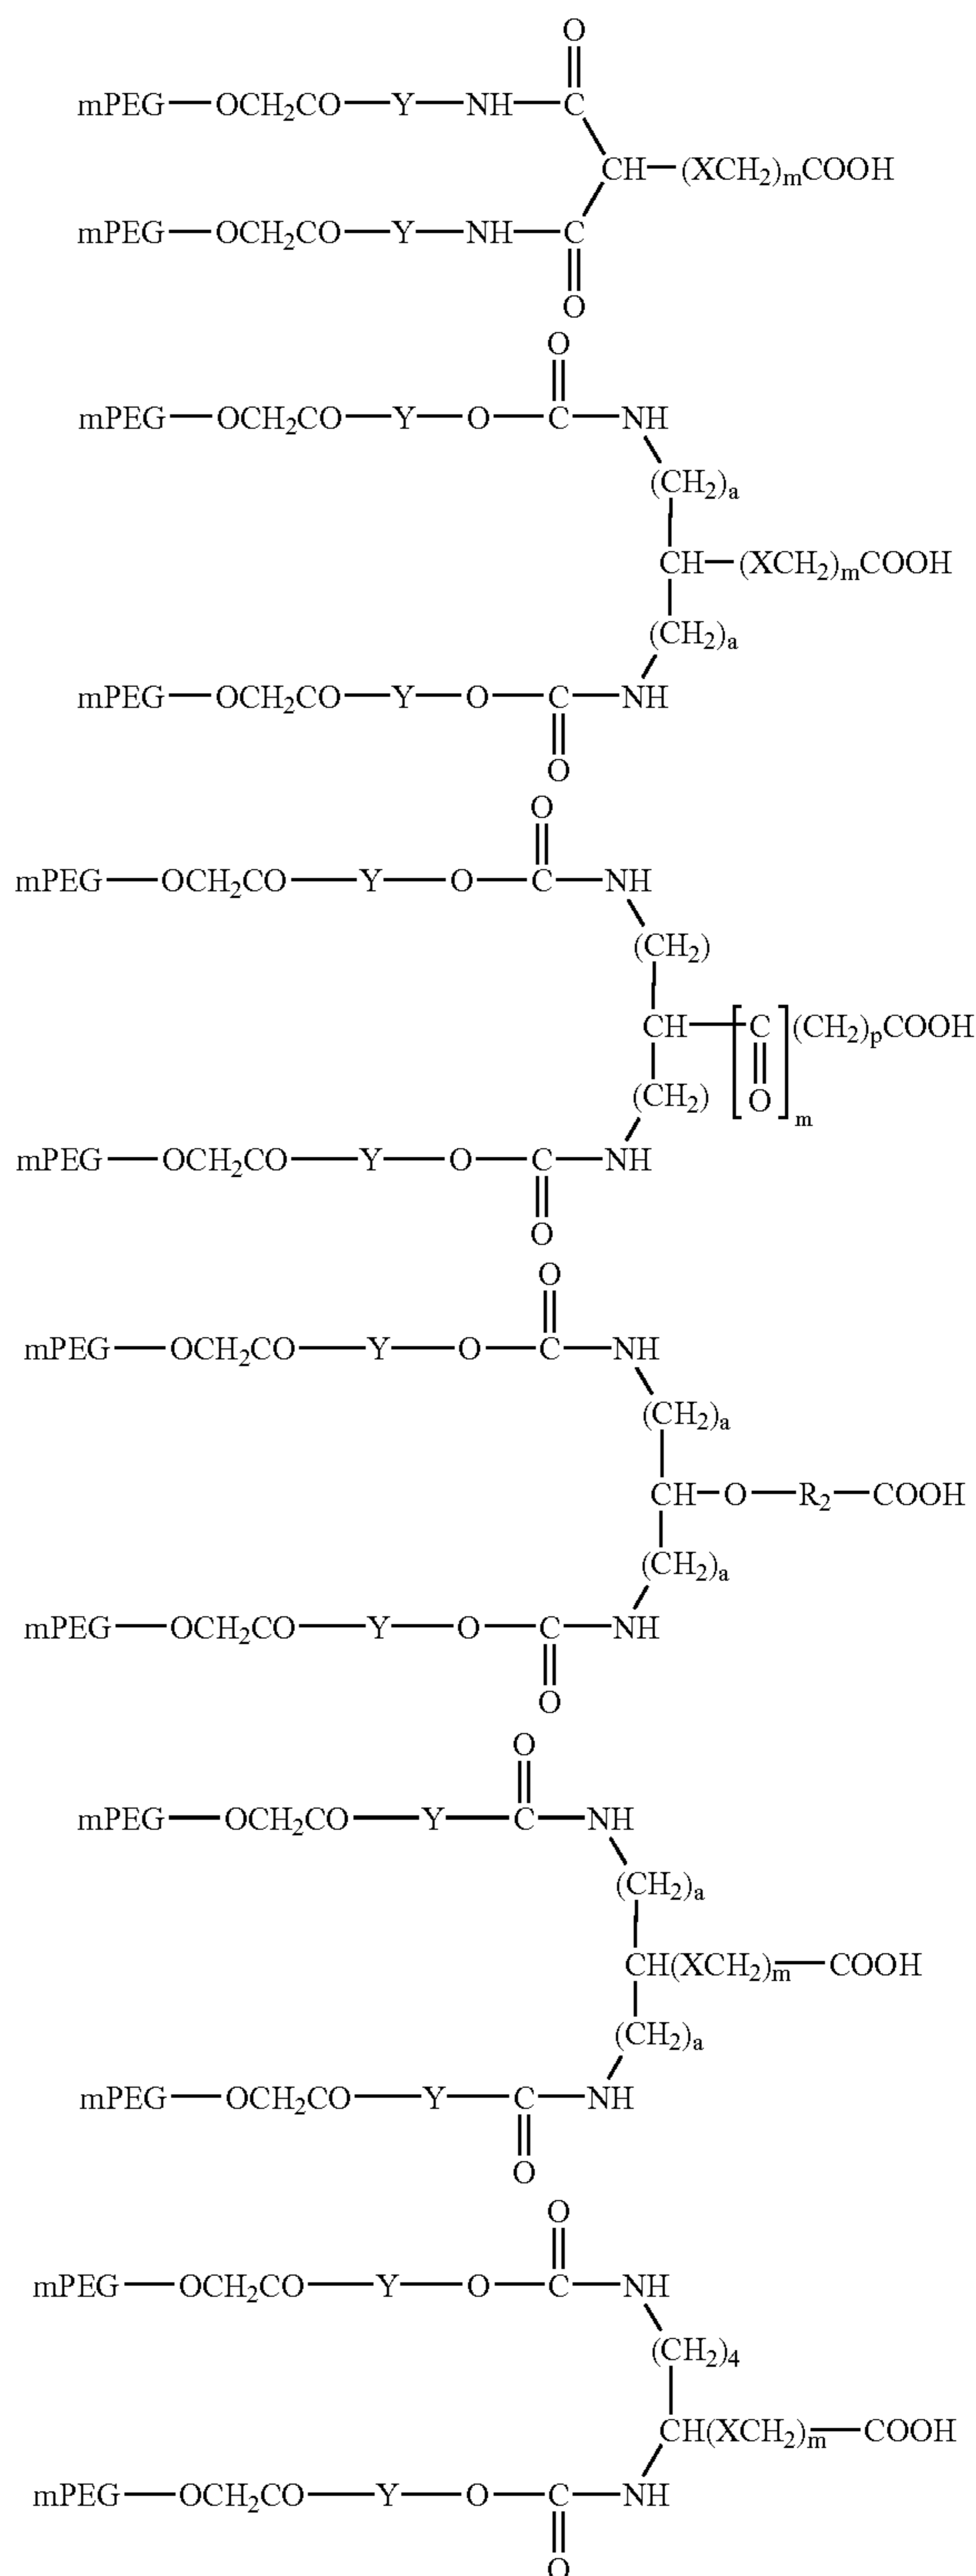 O
mPEG—OCH₂CO—Y—NH—C
CH—(XCH₂)ₘCOOH
mPEG—OCH₂CO—Y—NH—C
O
O
mPEG—OCH₂CO—Y—O—C—NH
(CH₂)ₐ
CH—(XCH₂)ₘCOOH
(CH₂)ₐ
mPEG—OCH₂CO—Y—O—C—NH
O
O
mPEG—OCH₂CO—Y—O—C—NH
(CH₂)
CH—[C(CH₂)ₚCOOH
(CH₂) O]ₘ
mPEG—OCH₂CO—Y—O—C—NH
O
O
mPEG—OCH₂CO—Y—O—C—NH
(CH₂)ₐ
CH—O—R₂—COOH
(CH₂)ₐ
mPEG—OCH₂CO—Y—O—C—NH
O
O
mPEG—OCH₂CO—Y—C—NH
(CH₂)ₐ
CH(XCH₂)ₘ—COOH
(CH₂)ₐ
mPEG—OCH₂CO—Y—C—NH
O
O
mPEG—OCH₂CO—Y—O—C—NH
(CH₂)₄
CH(XCH₂)ₘ—COOH
mPEG—OCH₂CO—Y—O—C—NH
O